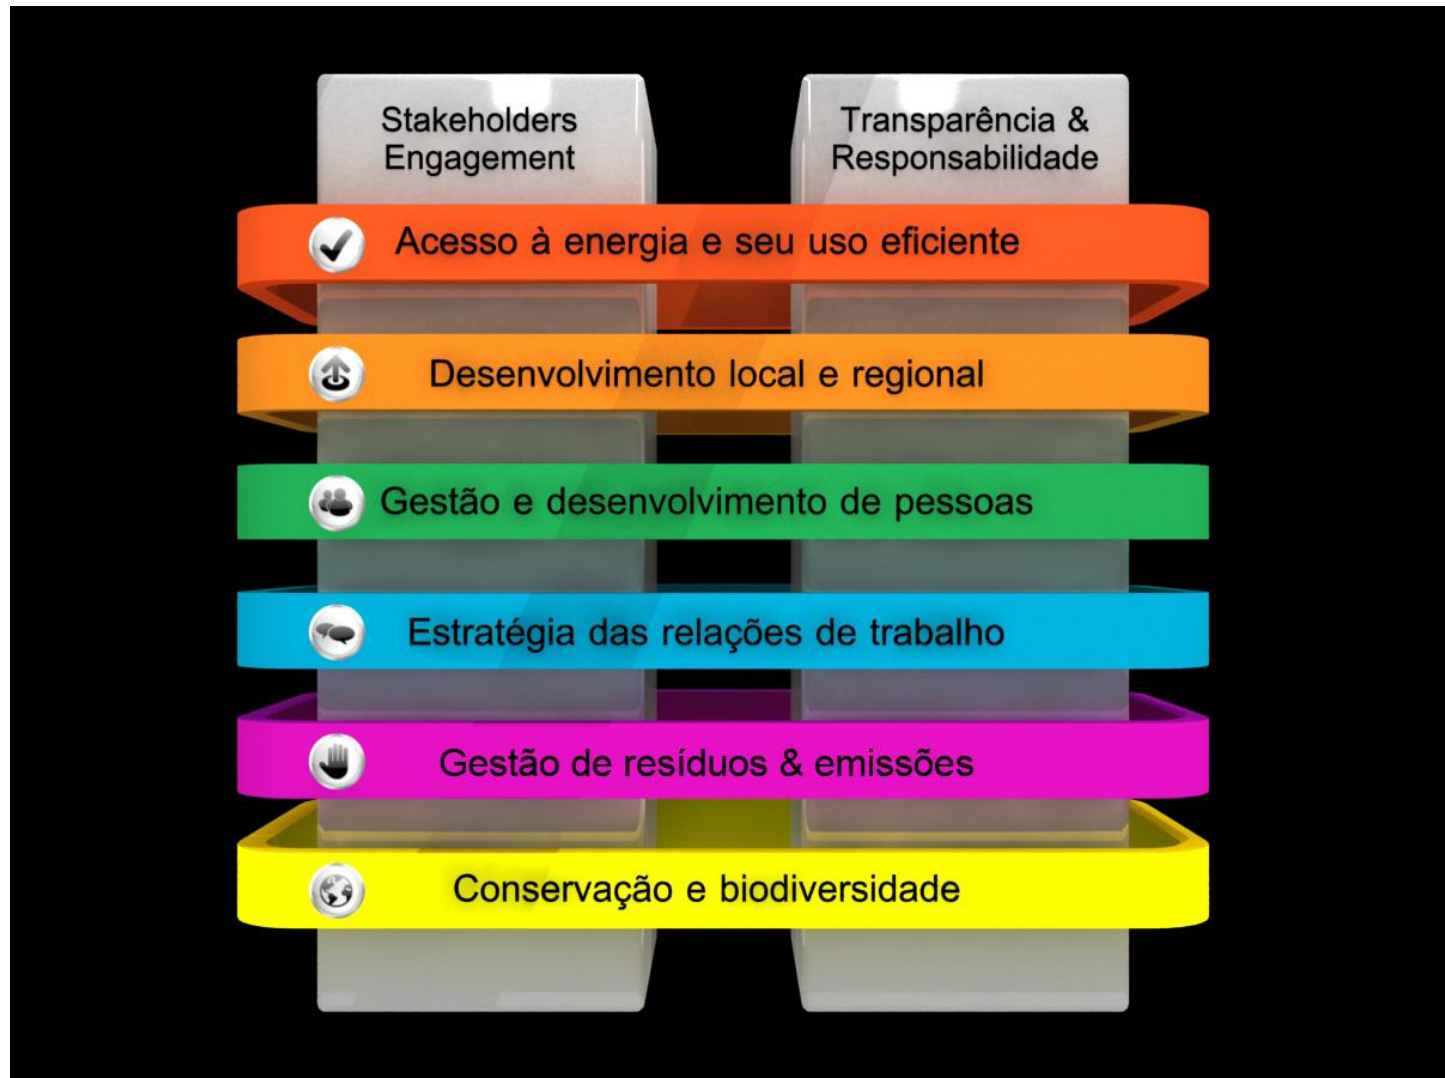 Stakeholders
Engagement
Transparência &
Responsabilidade
Acesso à energia e seu uso eficiente
Desenvolvimento local e regional
Gestão e desenvolvimento de pessoas
Estratégia das relações de trabalho
Gestão de resíduos & emissões
Conservação e biodiversidade